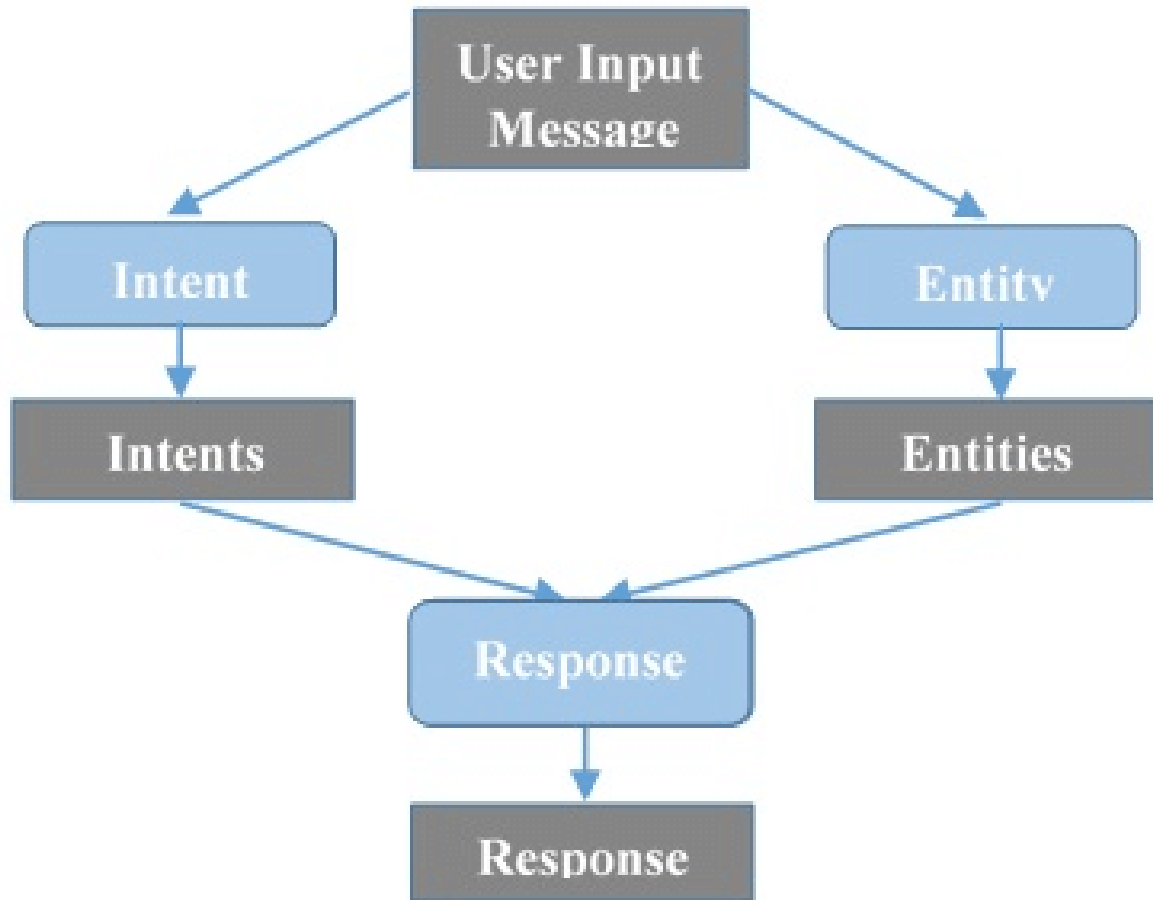 User Input
Message
Intent
Entity
Intents
Entities
Response
Response